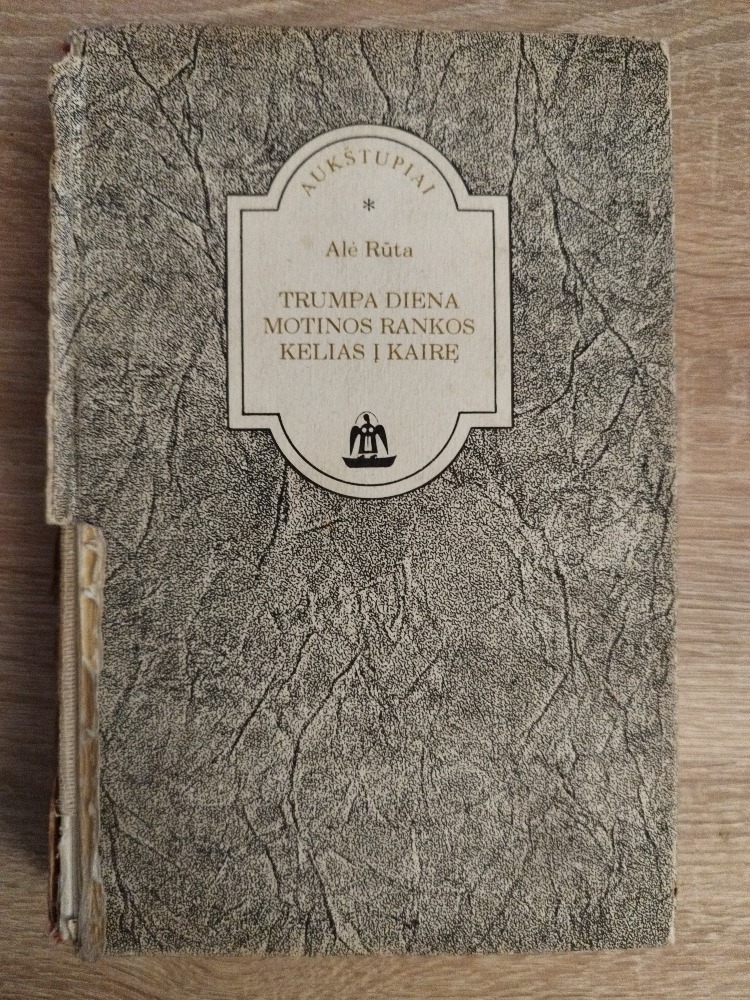 AUKŠTUPIAI
*
Alė Rūta
TRUMPA DIENA
MOTINOS RANKOS
KELIAS Į KAIRĘ